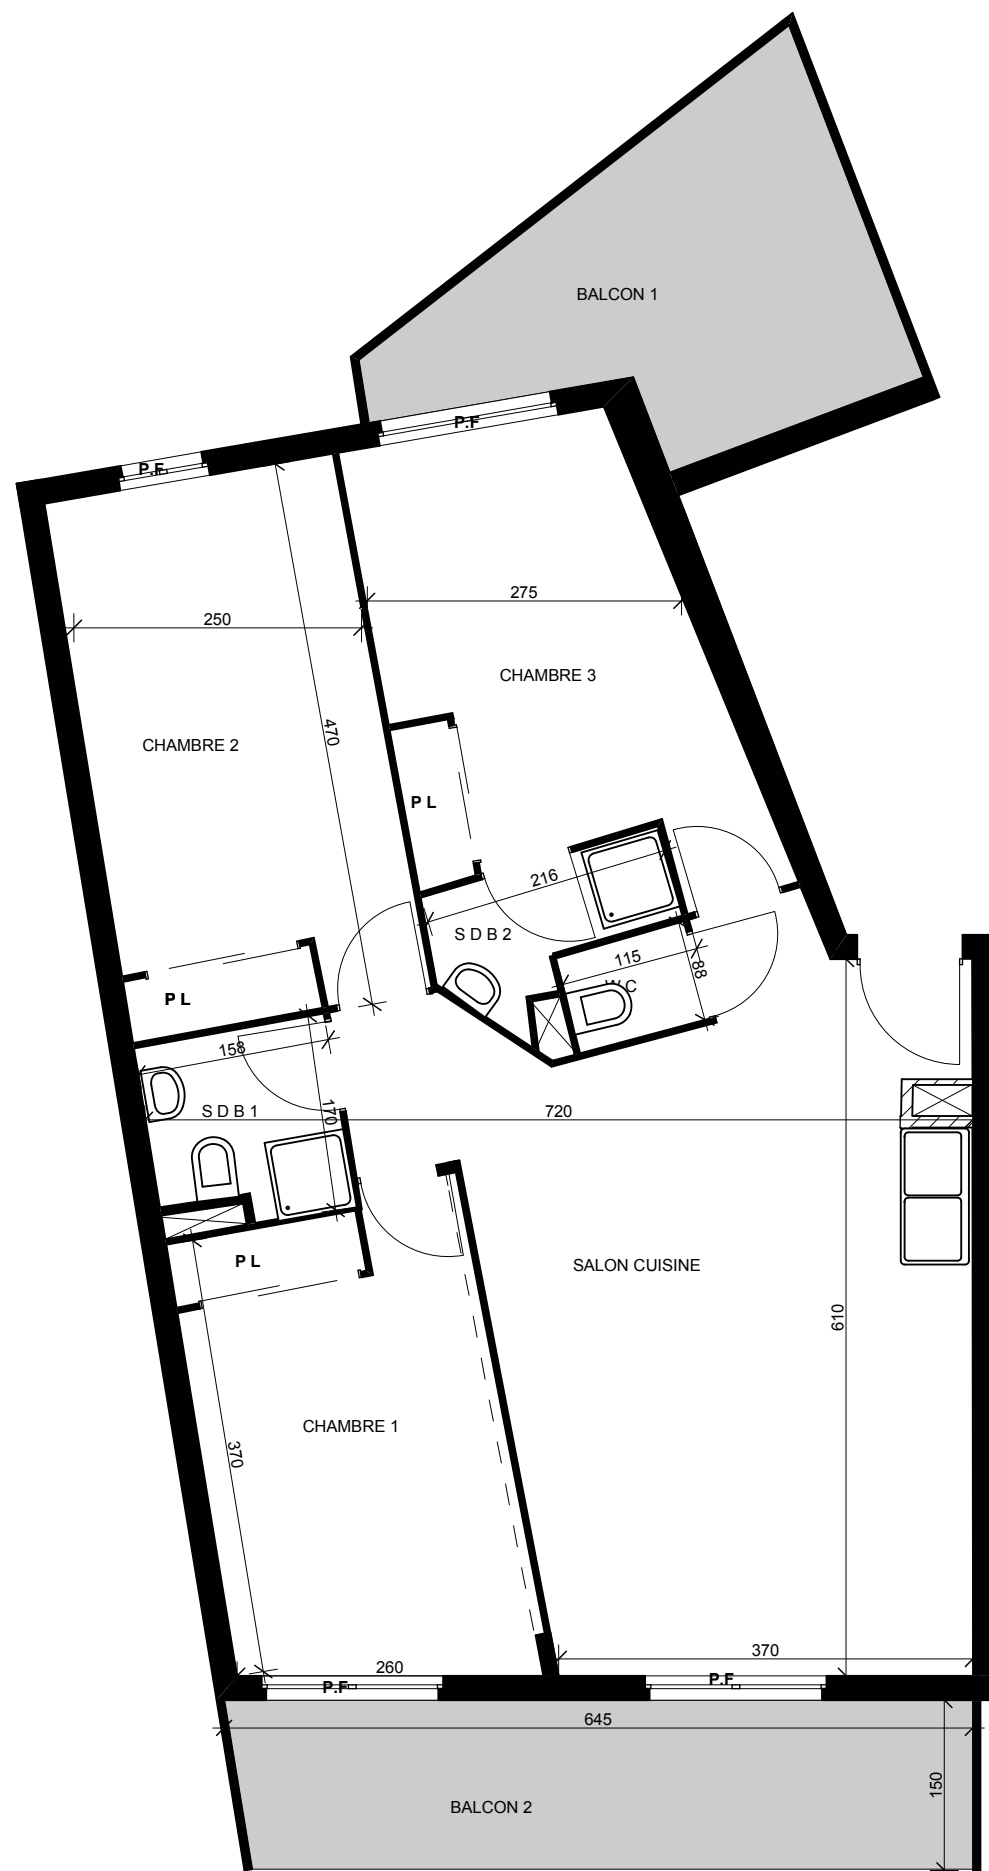 BALCON 1
P.F
P.F
275
250
CHAMBRE 3
470
CHAMBRE 2
P L
216
S D B 2
115
88
W C
P L
158
S D B 1
170
720
P L
SALON CUISINE
610
CHAMBRE 1
370
370
260
P.F
P.F
645
150
BALCON 2